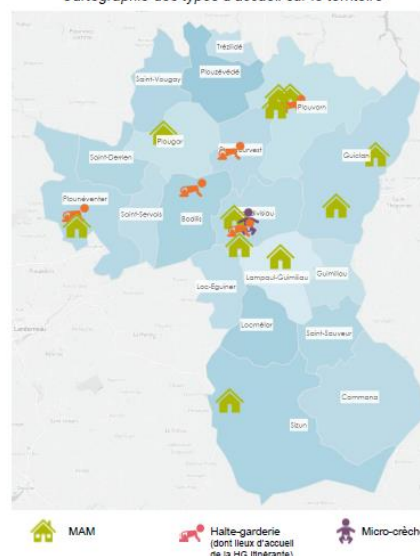 Cartographie des types d'accueil sur le territoire
Trézilidé
Plouzévédé
Saint-Vougay
Plouvorn
Plougar
Guiclan
Saint-Derrien
Plounéventer
Saint-Servais
Bodilis
Lampaul-Guimiliau
Guimiliau
Loc-Eguiner
Locmélar
Saint-Sauveur
Commana
Sizun
MAM
Halte-garderie
(dont lieux d'accueil
de la HG itinérante)
Micro-crèche